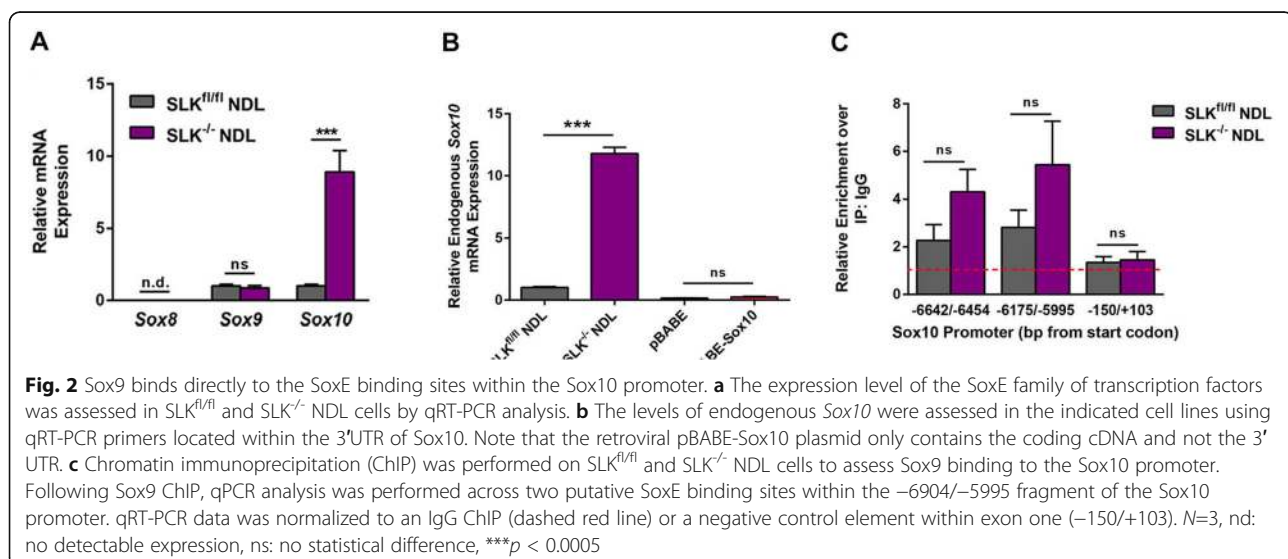 A
B
C
15
10
5
0
Relative mRNA
Expression
SLK^fl/fl NDL
SLK^-/- NDL
n.d.
ns
***
Sox8
Sox9
Sox10
15
10
5
0
Relative Endogenous Sox10
mRNA Expression
***
ns
SLK^fl/fl NDL
SLK^-/- NDL
pBABE
BE-Sox10
8
6
4
2
0
Relative Enrichment over
IP: IgG
ns
ns
ns
SLK^fl/fl NDL
SLK^-/- NDL
-6642/-6454
-6175/-5995
-150/+103
Sox10 Promoter (bp from start codon)
Fig. 2 Sox9 binds directly to the SoxE binding sites within the Sox10 promoter. a The expression level of the SoxE family of transcription factors
was assessed in SLK^fl/fl and SLK^-/- NDL cells by qRT-PCR analysis. b The levels of endogenous Sox10 were assessed in the indicated cell lines using
qRT-PCR primers located within the 3′UTR of Sox10. Note that the retroviral pBABE-Sox10 plasmid only contains the coding cDNA and not the 3′
UTR. c Chromatin immunoprecipitation (ChIP) was performed on SLK^fl/fl and SLK^-/- NDL cells to assess Sox9 binding to the Sox10 promoter.
Following Sox9 ChIP, qPCR analysis was performed across two putative SoxE binding sites within the −6904/−5995 fragment of the Sox10
promoter. qRT-PCR data was normalized to an IgG ChIP (dashed red line) or a negative control element within exon one (−150/+103). N=3, nd:
no detectable expression, ns: no statistical difference, ***p < 0.0005